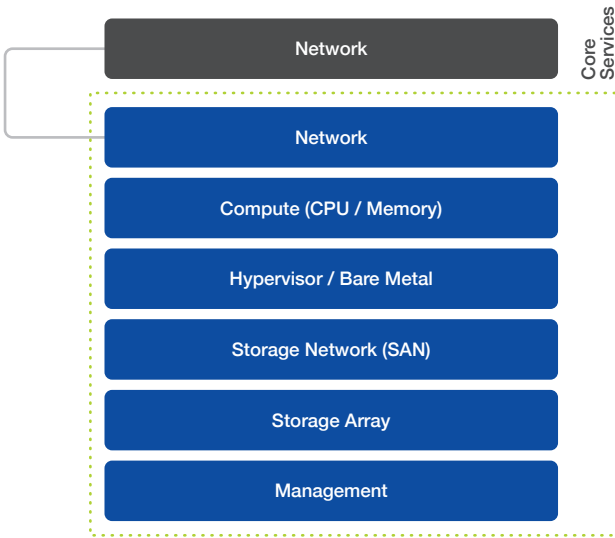 Network
Core
Services
Network
Compute (CPU / Memory)
Hypervisor / Bare Metal
Storage Network (SAN)
Storage Array
Management